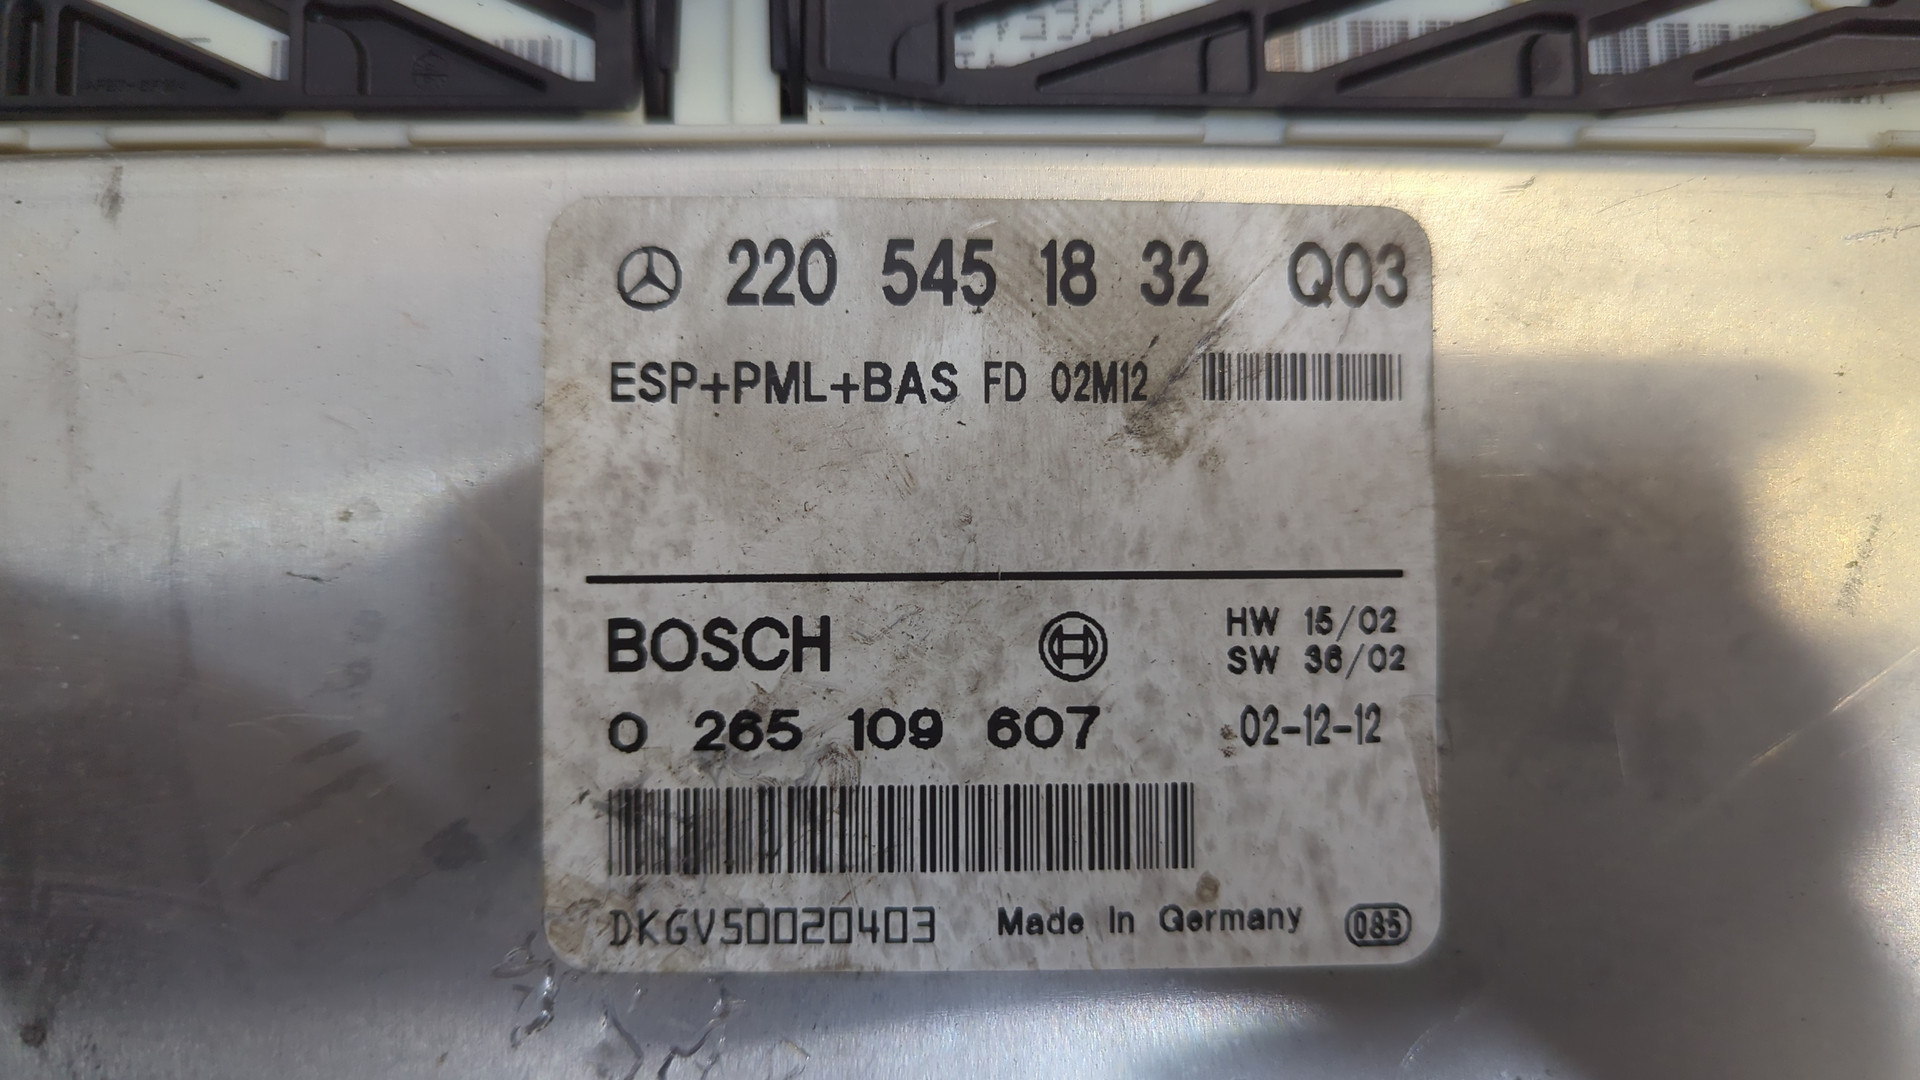 220 545 18 32 Q03
ESP+PML+BAS FD 02M12
BOSCH
HW 15/02
SW 36/02
0 265 109 607
02-12-12
DKGV50020403 Made In Germany 085